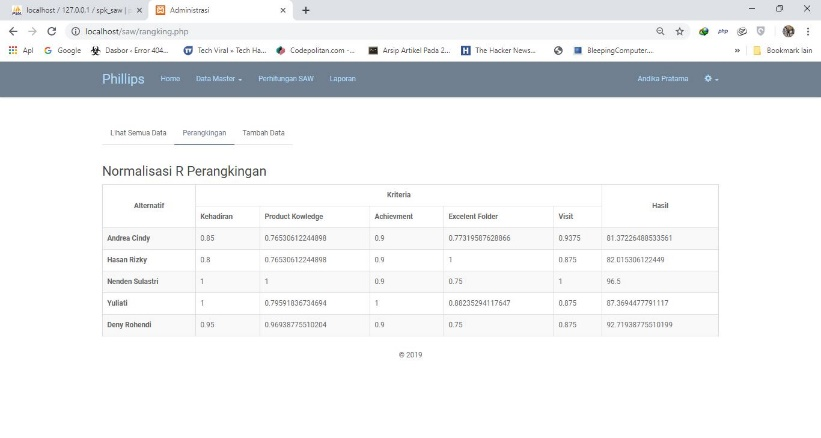 localhost / 127.0.0.1 / spk_saw | p
Administrasi
localhost/saw/rangking.php
Apl Google Dasbor ‹ Error 404... Tech Viral » Tech Ha... Codepolitan.com -... Arsip Artikel Pada 2... The Hacker News... BleepingComputer.... » Bookmark lain
Phillips Home Data Master Perhitungan SAW Laporan Andika Pratama
Lihat Semua Data Perangkingan Tambah Data
Normalisasi R Perangkingan
Alternatif Kriteria Hasil
Kehadiran Product Kowledge Achievment Excelent Folder Visit
Andrea Cindy 0.85 0.76530612244898 0.9 0.77319587628866 0.9375 81.37226488533561
Hasan Rizky 0.8 0.76530612244898 0.9 1 0.875 82.015306122449
Nenden Sulastri 1 1 0.9 0.75 1 96.5
Yuliati 1 0.79591836734694 1 0.88235294117647 0.875 87.3694477791117
Deny Rohendi 0.95 0.96938775510204 0.9 0.75 0.875 92.71938775510199
© 2019